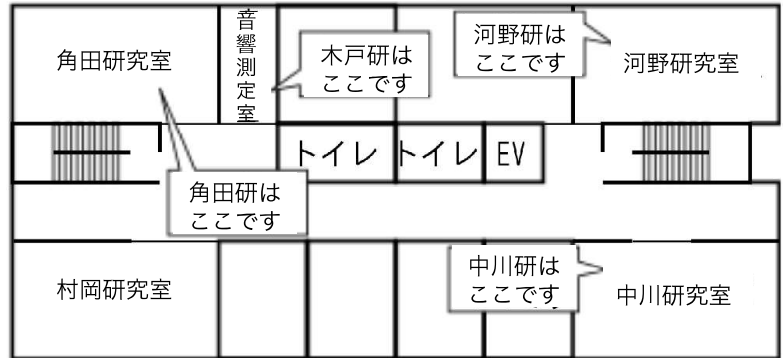 角田研究室
音響測定室
木戸研は
ここです
河野研は
ここです
河野研究室
トイレ
トイレ
EV
角田研は
ここです
村岡研究室
中川研は
ここです
中川研究室